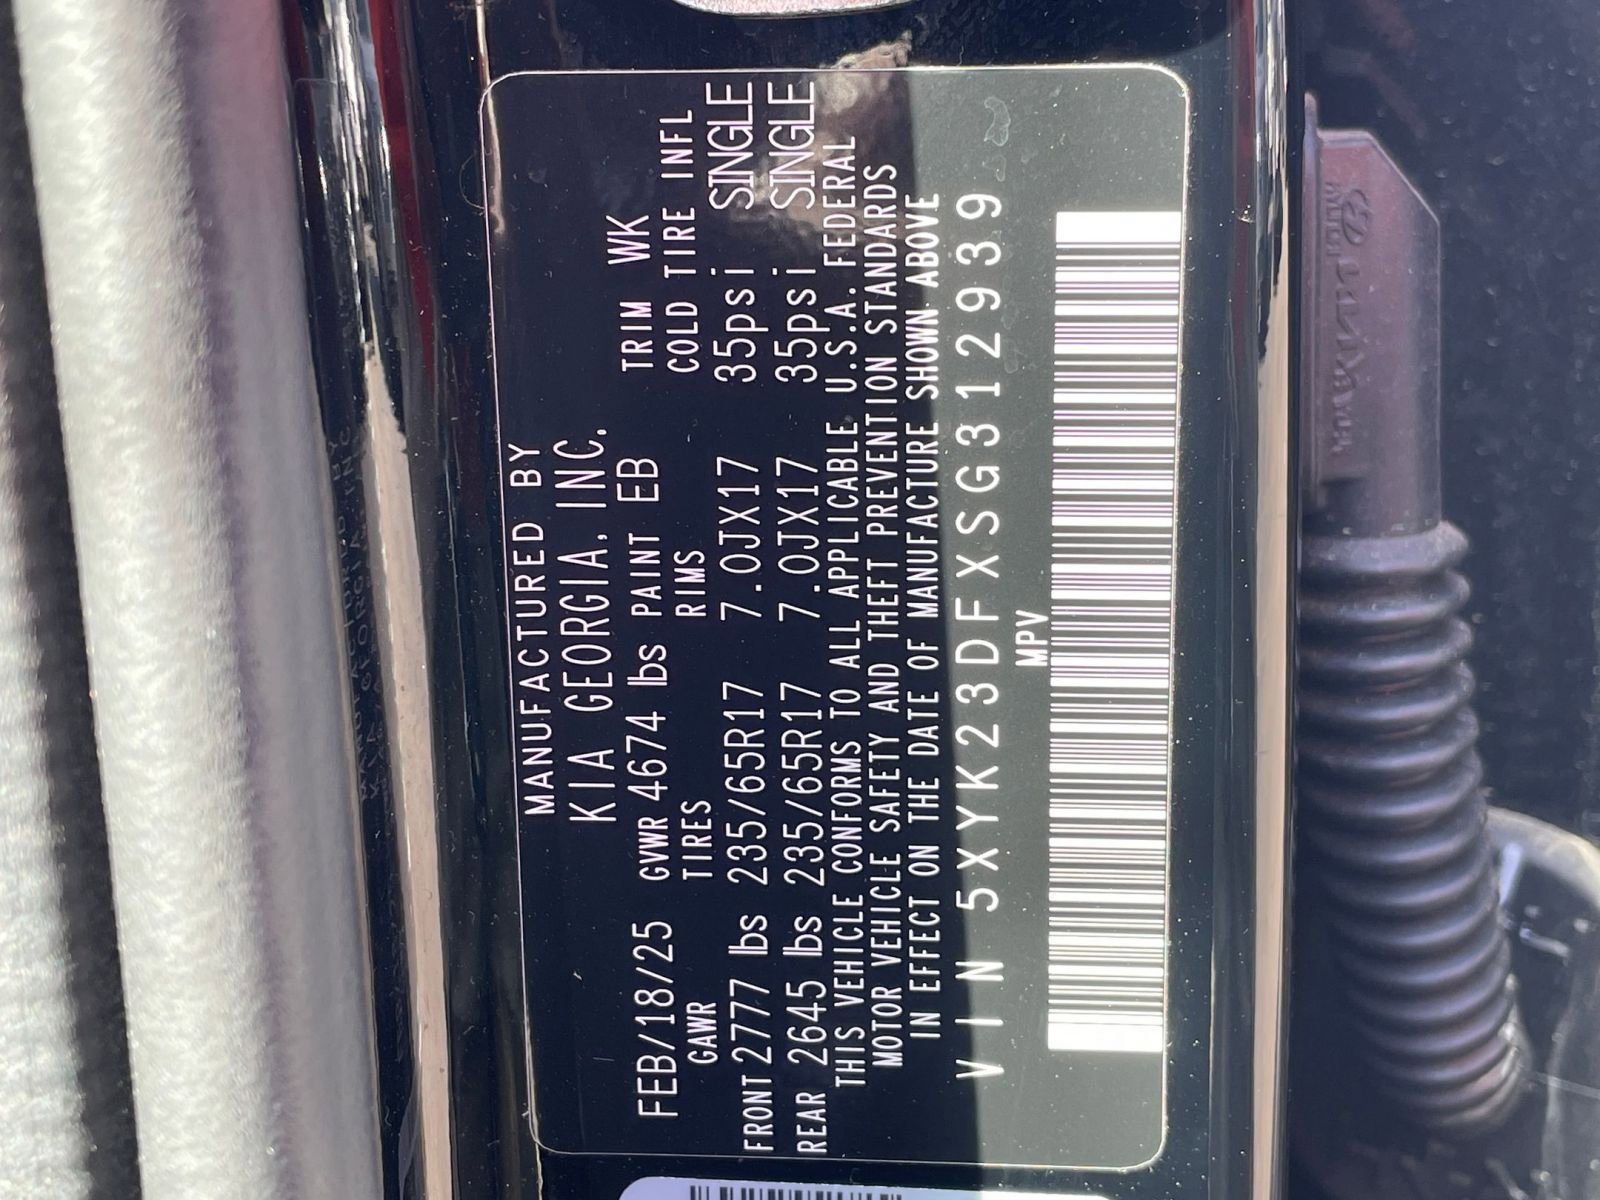 MANUFACTURED BY
KIA GEORGIA, INC.
FEB/18/25 GVWR 4674 lbs PAINT EB TRIM WK
GAWR TIRES RIMS COLD TIRE INFL
FRONT 2777 lbs 235/65R17 7.0JX17 35psi SINGLE
REAR 2645 lbs 235/65R17 7.0JX17 35psi SINGLE
THIS VEHICLE CONFORMS TO ALL APPLICABLE U.S.A. FEDERAL
MOTOR VEHICLE SAFETY AND THEFT PREVENTION STANDARDS
IN EFFECT ON THE DATE OF MANUFACTURE SHOWN ABOVE
VIN 5XYK23DFXSG312939
MPV